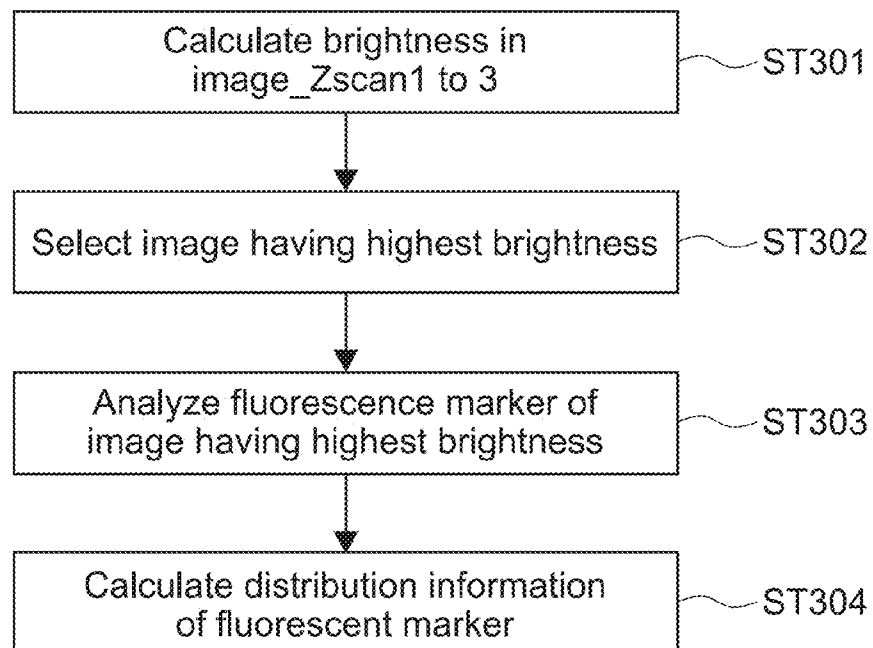 Calculate brightness in
image_Zscan1 to 3
ST301
Select image having highest brightness
ST302
Analyze fluorescence marker of
image having highest brightness
ST303
Calculate distribution information
of fluorescent marker
ST304